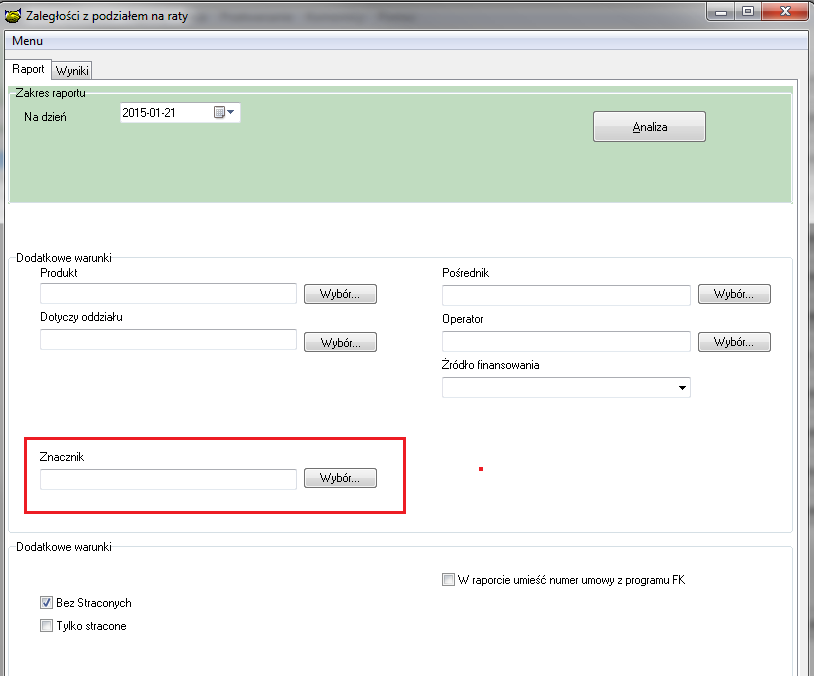 Zaległości z podziałem na raty
Menu
Raport
Wyniki
Zakres raportu
Na dzień
2015-01-21
Analiza
Dodatkowe warunki
Produkt
Wybór...
Pośrednik
Wybór...
Dotyczy oddziału
Wybór...
Operator
Wybór...
Źródło finansowania
Znacznik
Wybór...
Dodatkowe warunki
W raporcie umieść numer umowy z programu FK
Bez Straconych
Tylko stracone